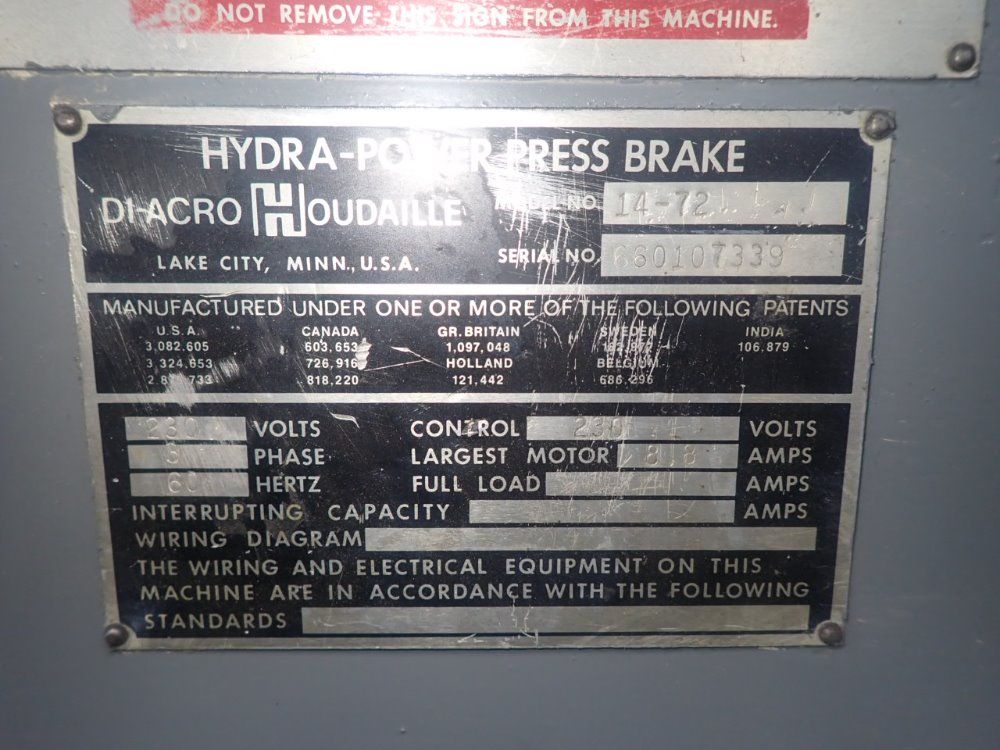 DO NOT REMOVE THIS SIGN FROM THIS MACHINE.
HYDRA-POWER PRESS BRAKE
DI-ACRO HOUDAILLE
MODEL NO. 14-72
LAKE CITY, MINN., U.S.A.
SERIAL NO. 660107339
MANUFACTURED UNDER ONE OR MORE OF THE FOLLOWING PATENTS
U.S.A. CANADA GR. BRITAIN SWEDEN INDIA
3,082.605 603,653 1,097,048 106,879
3,324.653 726,916 HOLLAND BELGIUM
818,220 121,442 686,296
230 VOLTS CONTROL 230 VOLTS
3 PHASE LARGEST MOTOR 8.8 AMPS
60 HERTZ FULL LOAD AMPS
INTERRUPTING CAPACITY AMPS
WIRING DIAGRAM
THE WIRING AND ELECTRICAL EQUIPMENT ON THIS
MACHINE ARE IN ACCORDANCE WITH THE FOLLOWING
STANDARDS